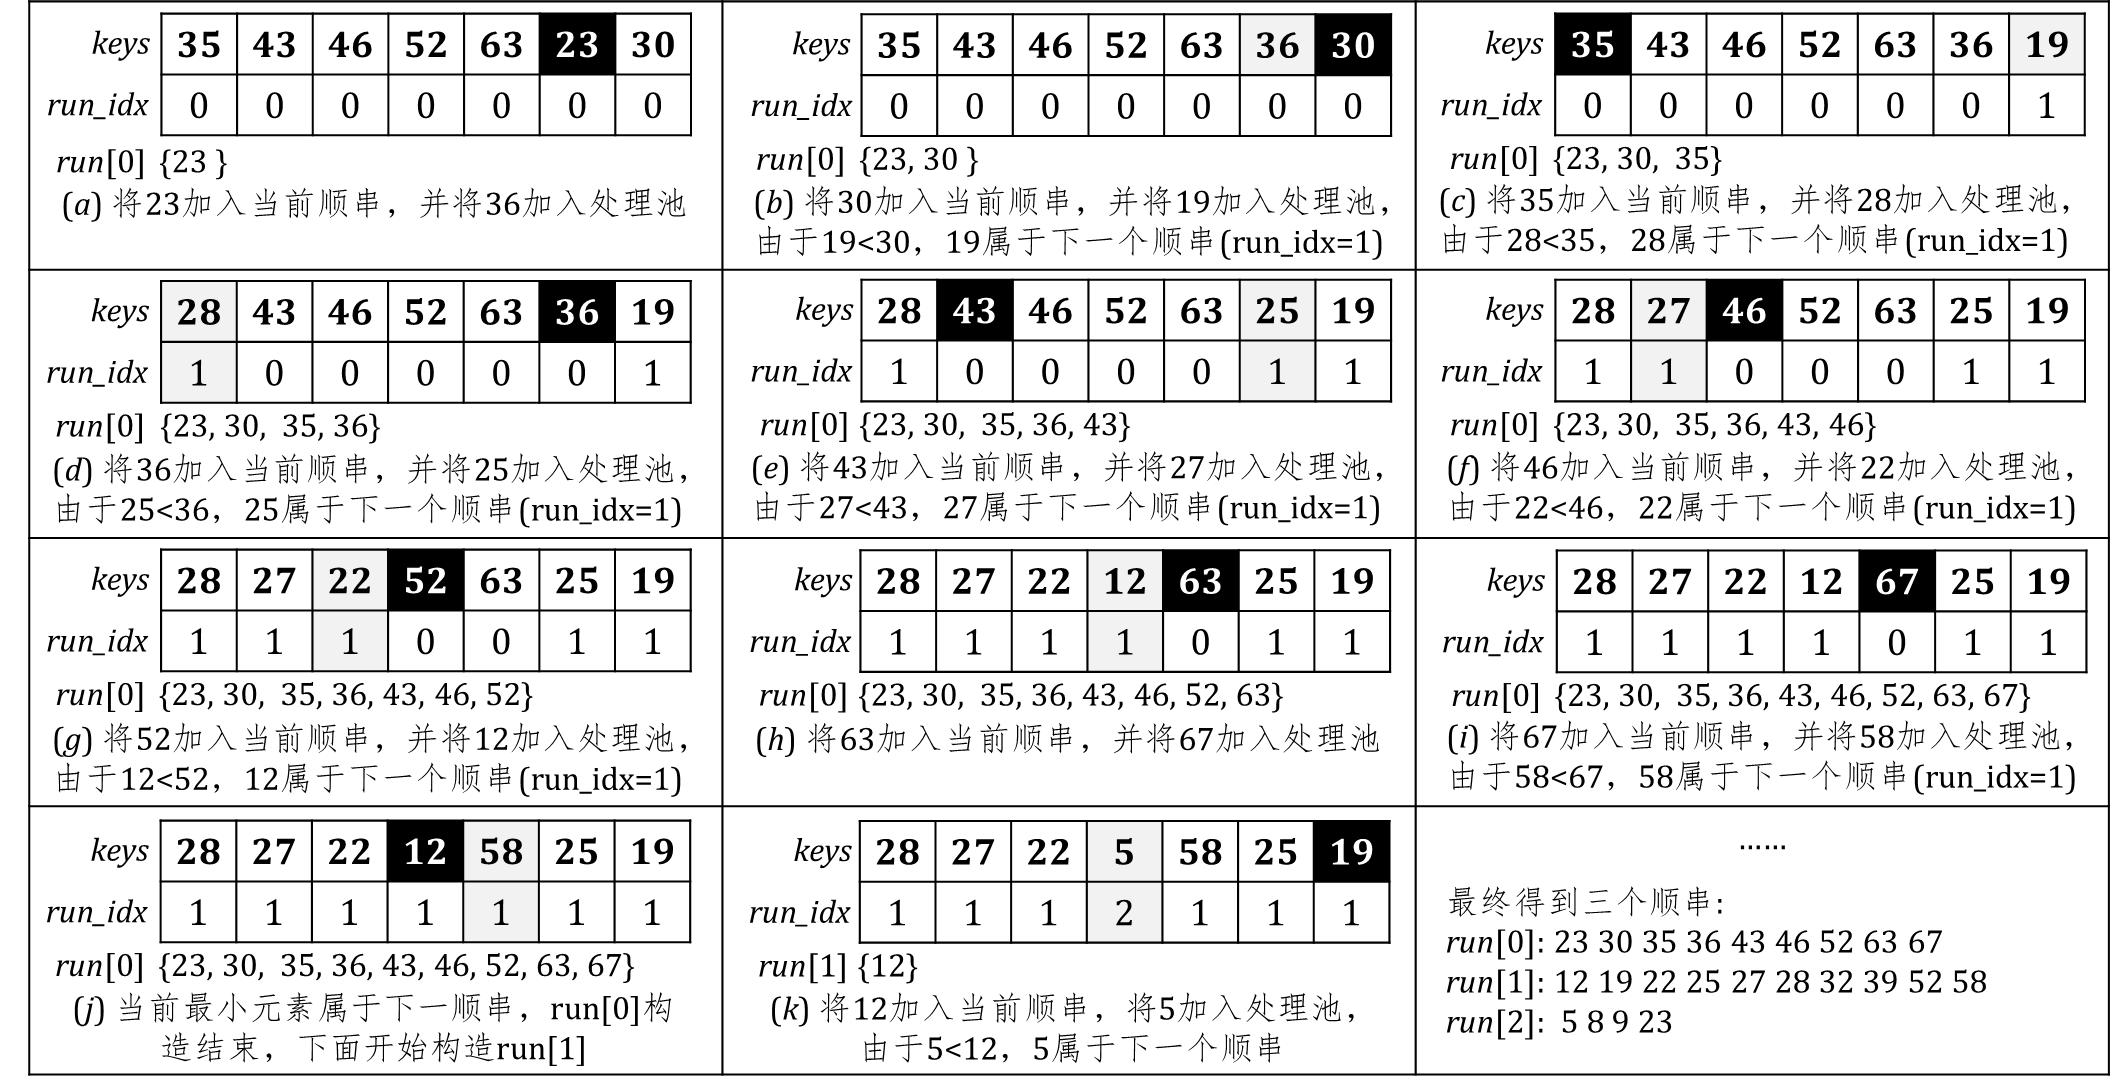 keys 35 43 46 52 63 23 30
run_idx 0 0 0 0 0 0 0
run[0] {23 }
(a) 将23加入当前顺串，并将36加入处理池
keys 35 43 46 52 63 36 30
run_idx 0 0 0 0 0 0 0
run[0] {23, 30 }
(b) 将30加入当前顺串，并将19加入处理池，
由于19<30，19属于下一个顺串(run_idx=1)
keys 35 43 46 52 63 36 19
run_idx 0 0 0 0 0 0 1
run[0] {23, 30, 35}
(c) 将35加入当前顺串，并将28加入处理池，
由于28<35，28属于下一个顺串(run_idx=1)
keys 28 43 46 52 63 36 19
run_idx 1 0 0 0 0 0 1
run[0] {23, 30, 35, 36}
(d) 将36加入当前顺串，并将25加入处理池，
由于25<36，25属于下一个顺串(run_idx=1)
keys 28 43 46 52 63 25 19
run_idx 1 0 0 0 0 1 1
run[0] {23, 30, 35, 36, 43}
(e) 将43加入当前顺串，并将27加入处理池，
由于27<43，27属于下一个顺串(run_idx=1)
keys 28 27 46 52 63 25 19
run_idx 1 1 0 0 0 1 1
run[0] {23, 30, 35, 36, 43, 46}
(f) 将46加入当前顺串，并将22加入处理池，
由于22<46，22属于下一个顺串(run_idx=1)
keys 28 27 22 52 63 25 19
run_idx 1 1 1 0 0 1 1
run[0] {23, 30, 35, 36, 43, 46, 52}
(g) 将52加入当前顺串，并将12加入处理池，
由于12<52，12属于下一个顺串(run_idx=1)
keys 28 27 22 12 63 25 19
run_idx 1 1 1 1 0 1 1
run[0] {23, 30, 35, 36, 43, 46, 52, 63}
(h) 将63加入当前顺串，并将67加入处理池
keys 28 27 22 12 67 25 19
run_idx 1 1 1 1 0 1 1
run[0] {23, 30, 35, 36, 43, 46, 52, 63, 67}
(i) 将67加入当前顺串，并将58加入处理池，
由于58<67，58属于下一个顺串(run_idx=1)
keys 28 27 22 12 58 25 19
run_idx 1 1 1 1 1 1 1
run[0] {23, 30, 35, 36, 43, 46, 52, 63, 67}
(j) 当前最小元素属于下一顺串，run[0]构
造结束，下面开始构造run[1]
keys 28 27 22 5 58 25 19
run_idx 1 1 1 2 1 1 1
run[1] {12}
(k) 将12加入当前顺串，将5加入处理池，
由于5<12，5属于下一个顺串
……
最终得到三个顺串：
run[0]: 23 30 35 36 43 46 52 63 67
run[1]: 12 19 22 25 27 28 32 39 52 58
run[2]: 5 8 9 23